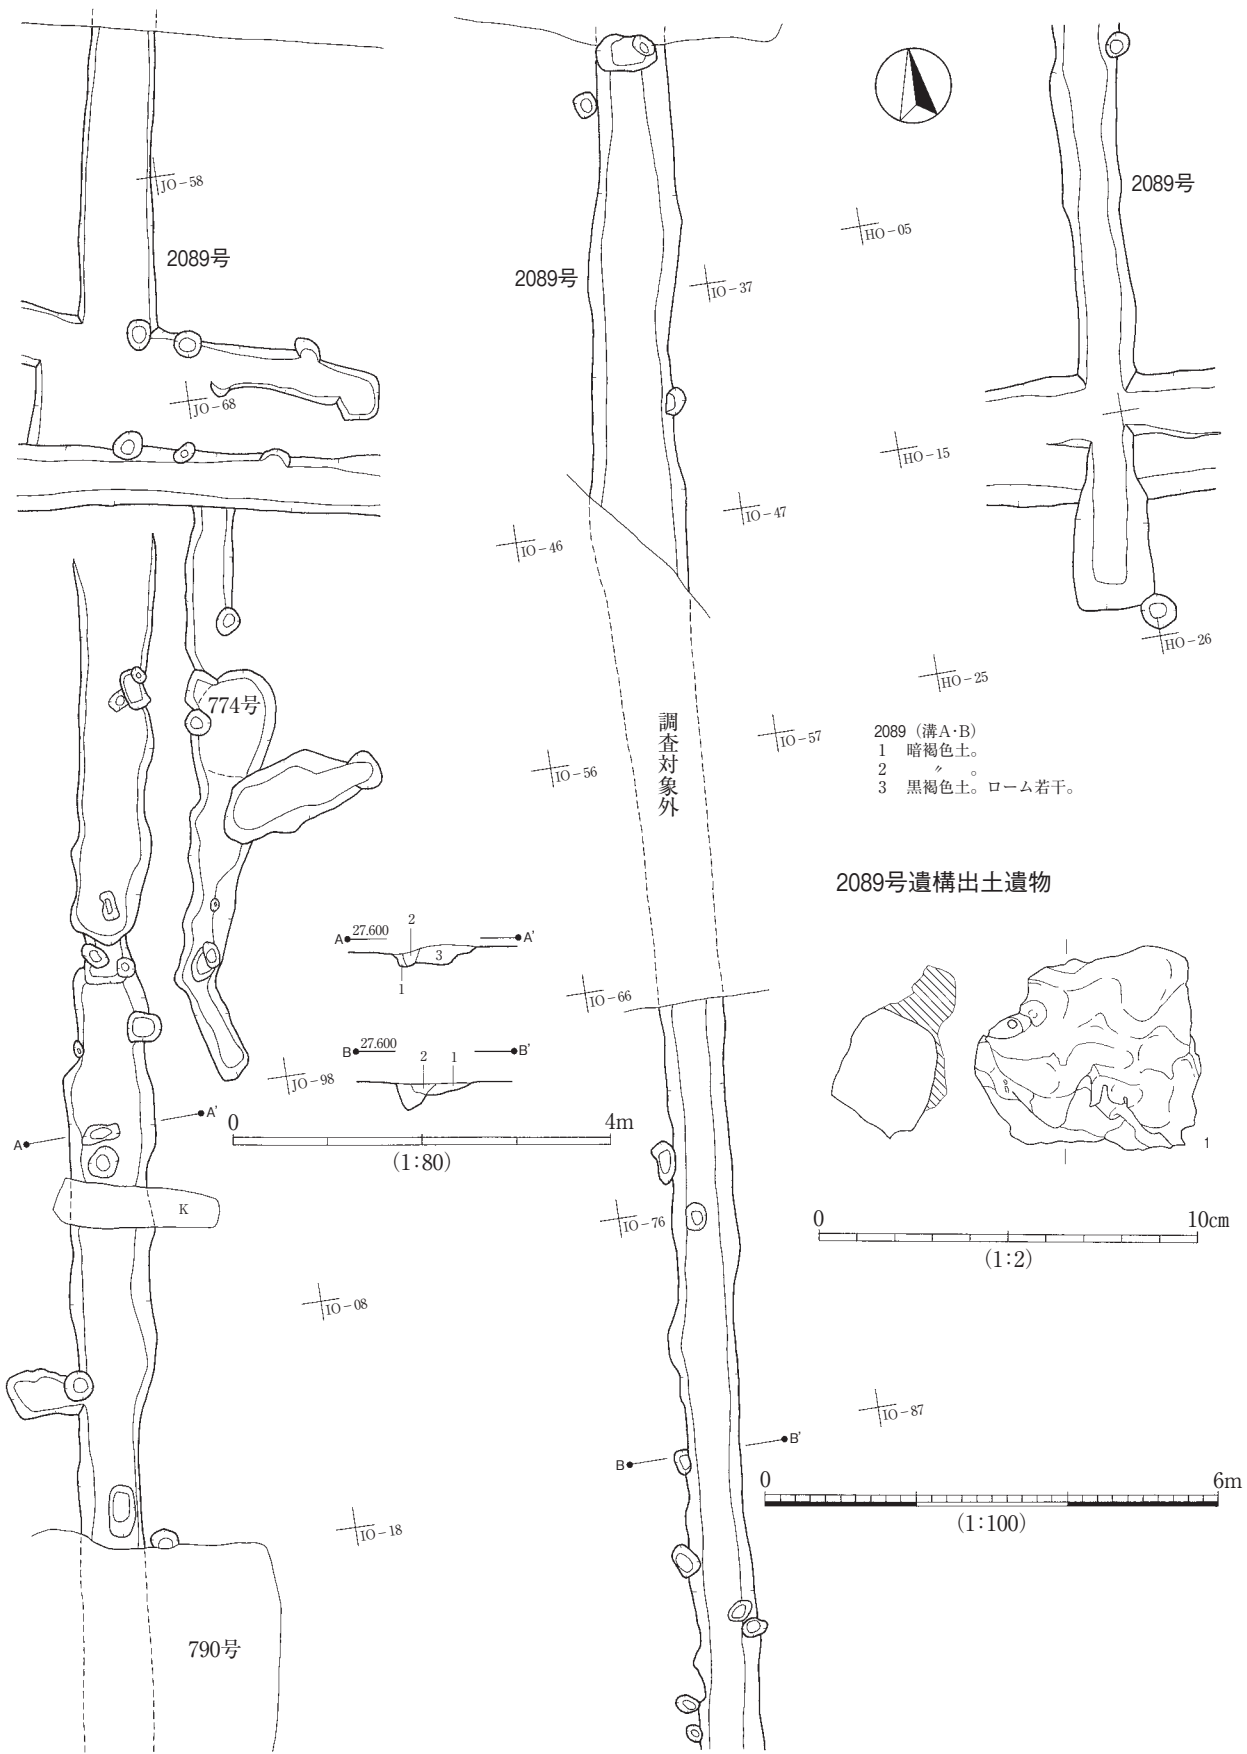 JO-58
2089号
JO-68
774号
A 27.600 A'
2
3
1
B 27.600 B'
2 1
JO-98
A A'
0 4m
(1:80)
K
IO-08
IO-18
790号
2089号
IO-37
IO-46
IO-47
調査対象外
IO-56
IO-57
IO-66
IO-76
IO-87
B B'
0 6m
(1:100)
2089号
HO-05
HO-15
HO-26
HO-25
2089(溝A・B)
1 暗褐色土。
2 〃 。
3 黒褐色土。ローム若干。
2089号遺構出土遺物
1
0 10cm
(1:2)